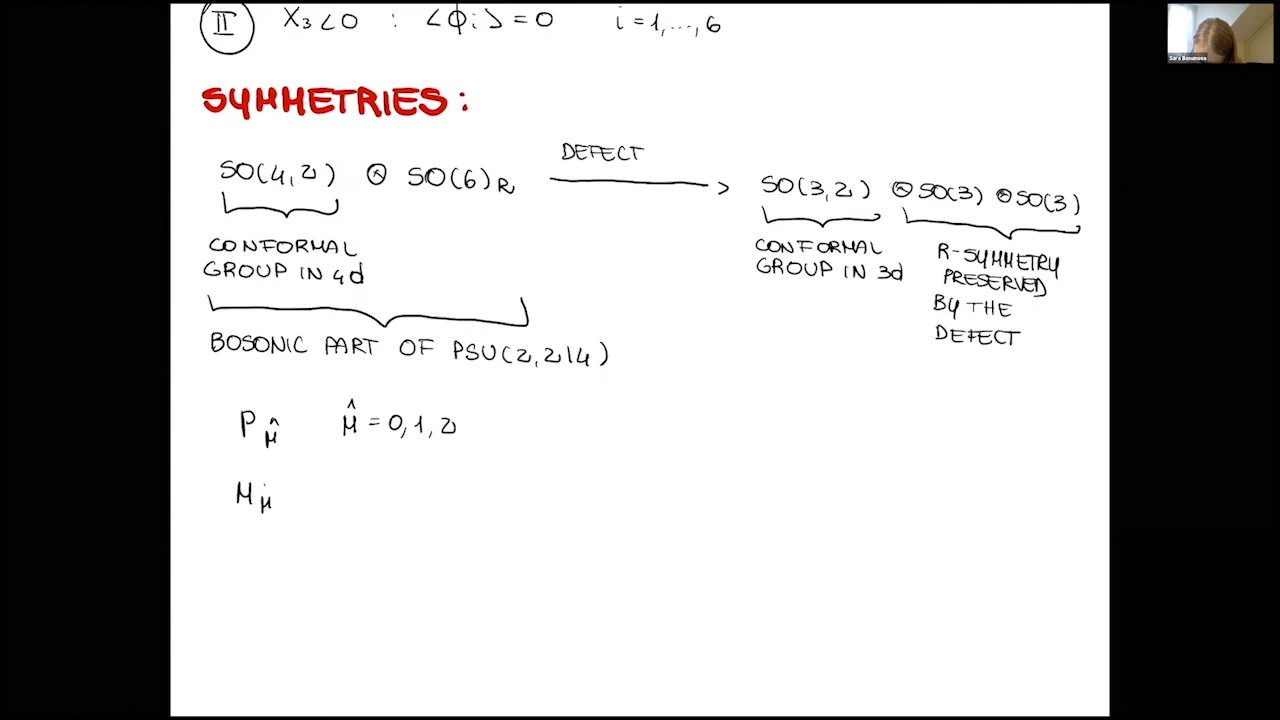 II X₃<0 : <ϕi> = 0 i=1,...,6
Sara Bonansea
SYMMETRIES:
DEFECT
SO(4,2) ⊗ SO(6)R → SO(3,2) ⊗ SO(3) ⊗ SO(3)
CONFORMAL
GROUP IN 4d
CONFORMAL
GROUP IN 3d
R-SYMMETRY
PRESERVED
BY THE
DEFECT
BOSONIC PART OF PSU(2,2|4)
P_μ̂ μ̂ = 0,1,2
M_μ̇